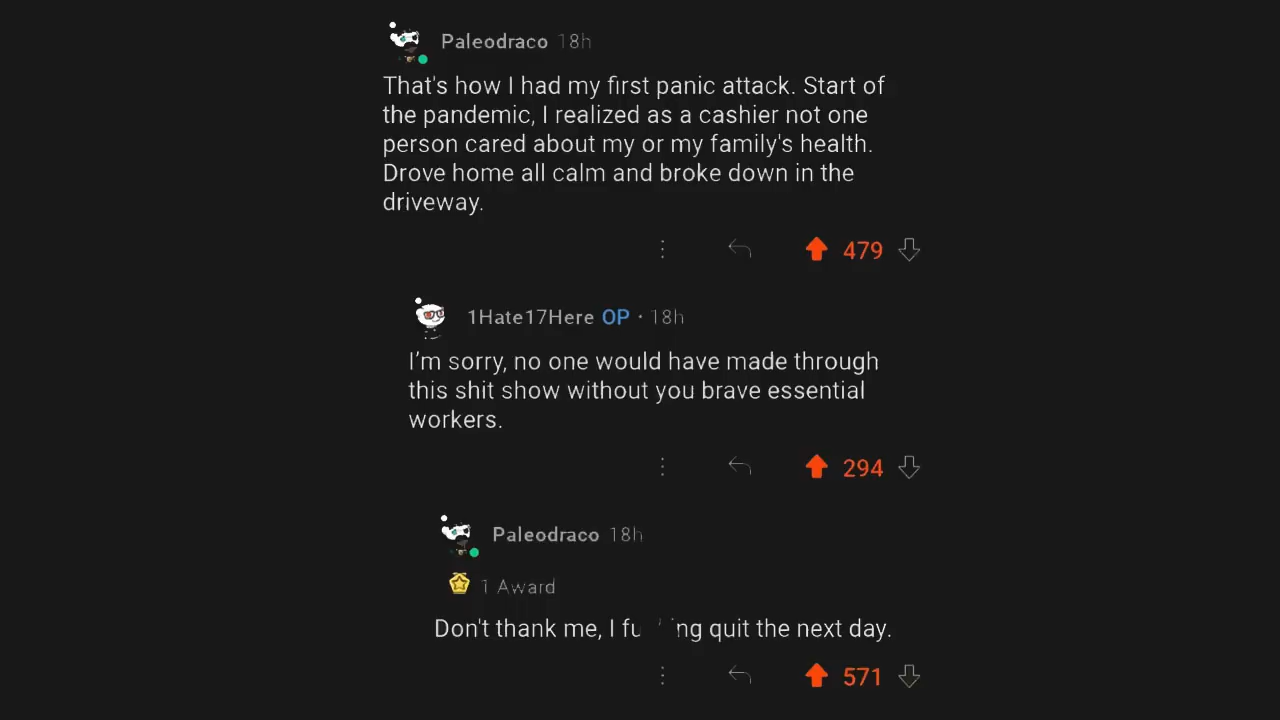 Paleodraco 18h
That's how I had my first panic attack. Start of
the pandemic, I realized as a cashier not one
person cared about my or my family's health.
Drove home all calm and broke down in the
driveway.
479
1Hate17Here OP · 18h
I'm sorry, no one would have made through
this shit show without you brave essential
workers.
294
Paleodraco 18h
1 Award
Don't thank me, I fu ng quit the next day.
571